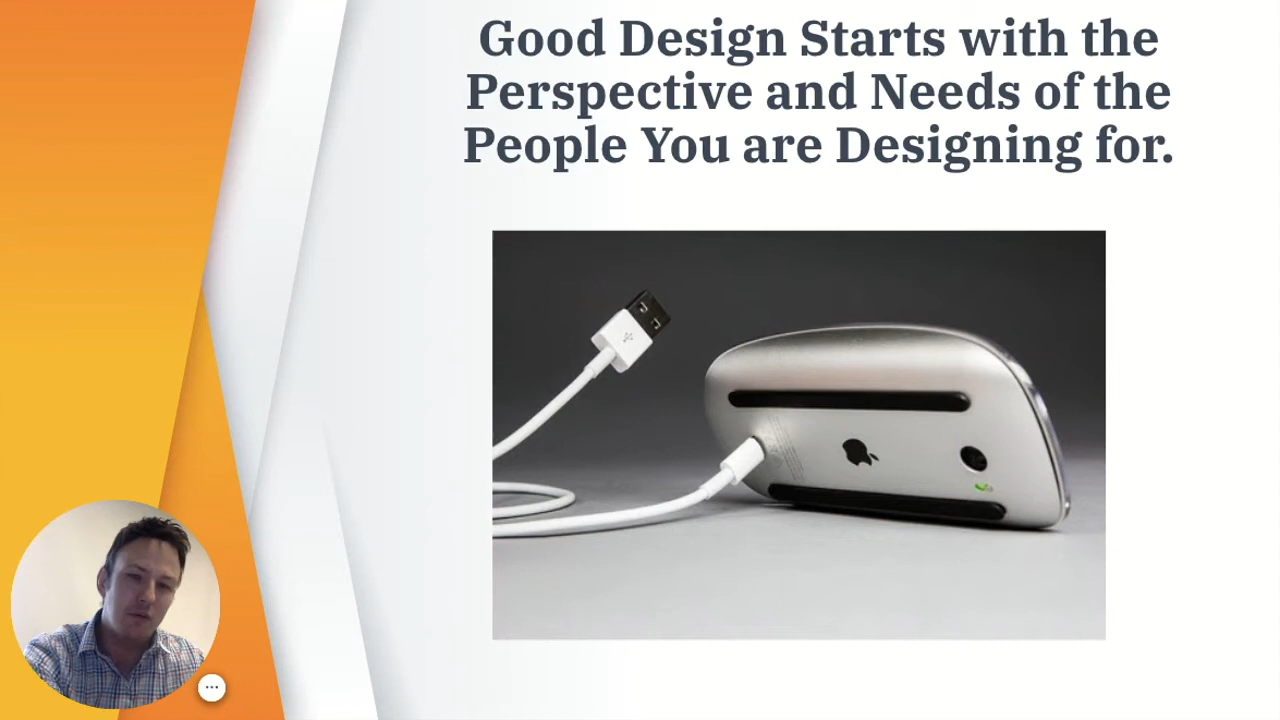 Good Design Starts with the
Perspective and Needs of the
People You are Designing for.